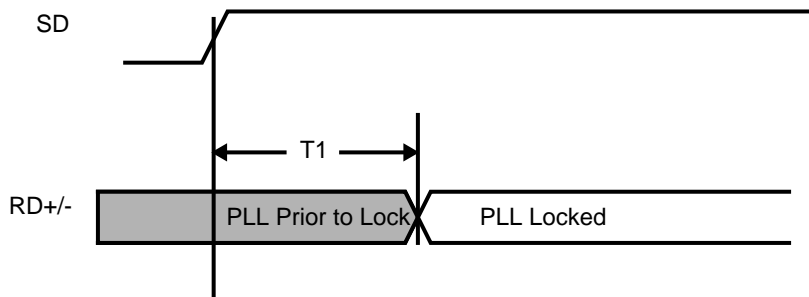 SD
T1
RD+/-
PLL Prior to Lock
PLL Locked